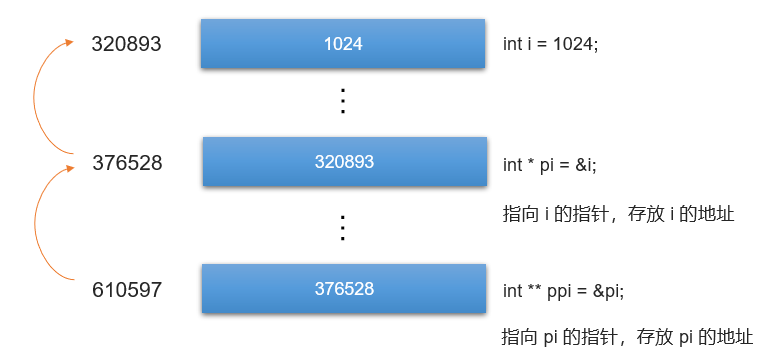 320893 1024 int i = 1024;
376528 320893 int * pi = &i;
指向 i 的指针，存放 i 的地址
610597 376528 int ** ppi = &pi;
指向 pi 的指针，存放 pi 的地址